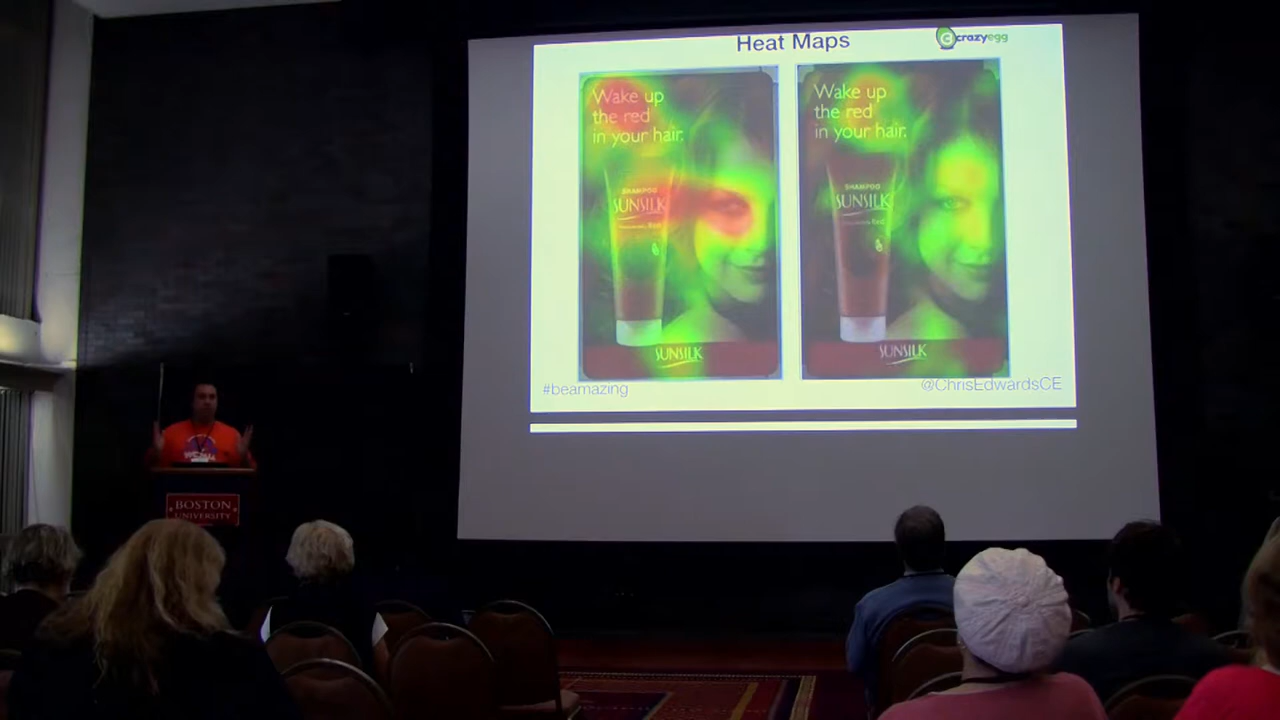 Heat Maps
crazyegg
Wake up
the red
in your hair.
SHAMPOO
SUNSILK
SUNSILK
Wake up
the red
in your hair.
SHAMPOO
SUNSILK
SUNSILK
#beamazing
@ChrisEdwardsCE
BOSTON
UNIVERSITY